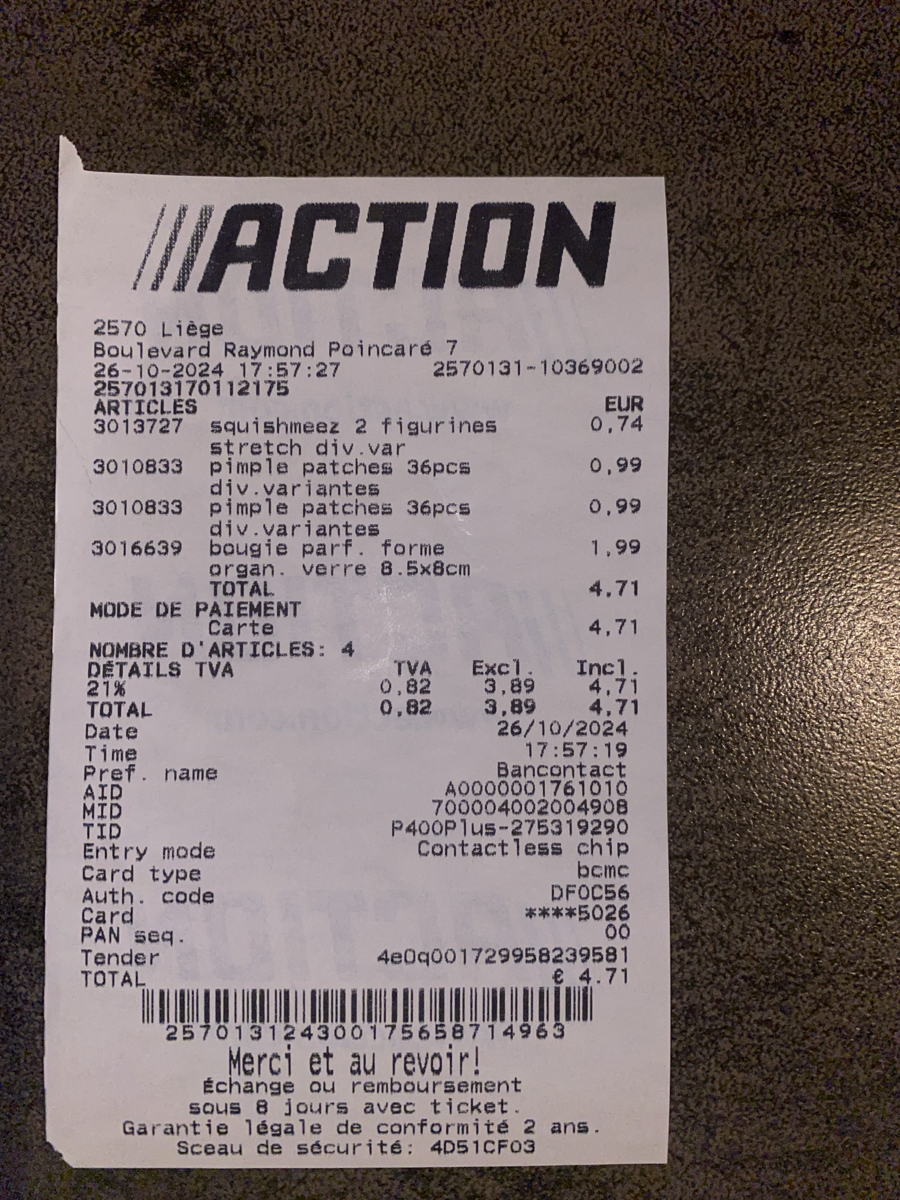 ACTION
2570 Liège
Boulevard Raymond Poincaré 7
26-10-2024 17:57:27 2570131-10369002
257013170112175
ARTICLES EUR
3013727 squishmeez 2 figurines 0,74
stretch div.var
3010833 pimple patches 36pcs 0,99
div.variantes
3010833 pimple patches 36pcs 0,99
div.variantes
3016639 bougie parf. forme 1,99
organ. verre 8.5x8cm
TOTAL 4,71
MODE DE PAIEMENT
Carte 4,71
NOMBRE D'ARTICLES: 4
DÉTAILS TVA TVA Excl. Incl.
21% 0,82 3,89 4,71
TOTAL 0,82 3,89 4,71
Date 26/10/2024
Time 17:57:19
Pref. name Bancontact
AID A0000001761010
MID 700004002004908
TID P400Plus-275319290
Entry mode Contactless chip
Card type bcmc
Auth. code DF0C56
Card ****5026
PAN seq. 00
Tender 4e0q001729958239581
TOTAL € 4.71
257013124300175658714963
Merci et au revoir!
Échange ou remboursement
sous 8 jours avec ticket.
Garantie légale de conformité 2 ans.
Sceau de sécurité: 4D51CF03